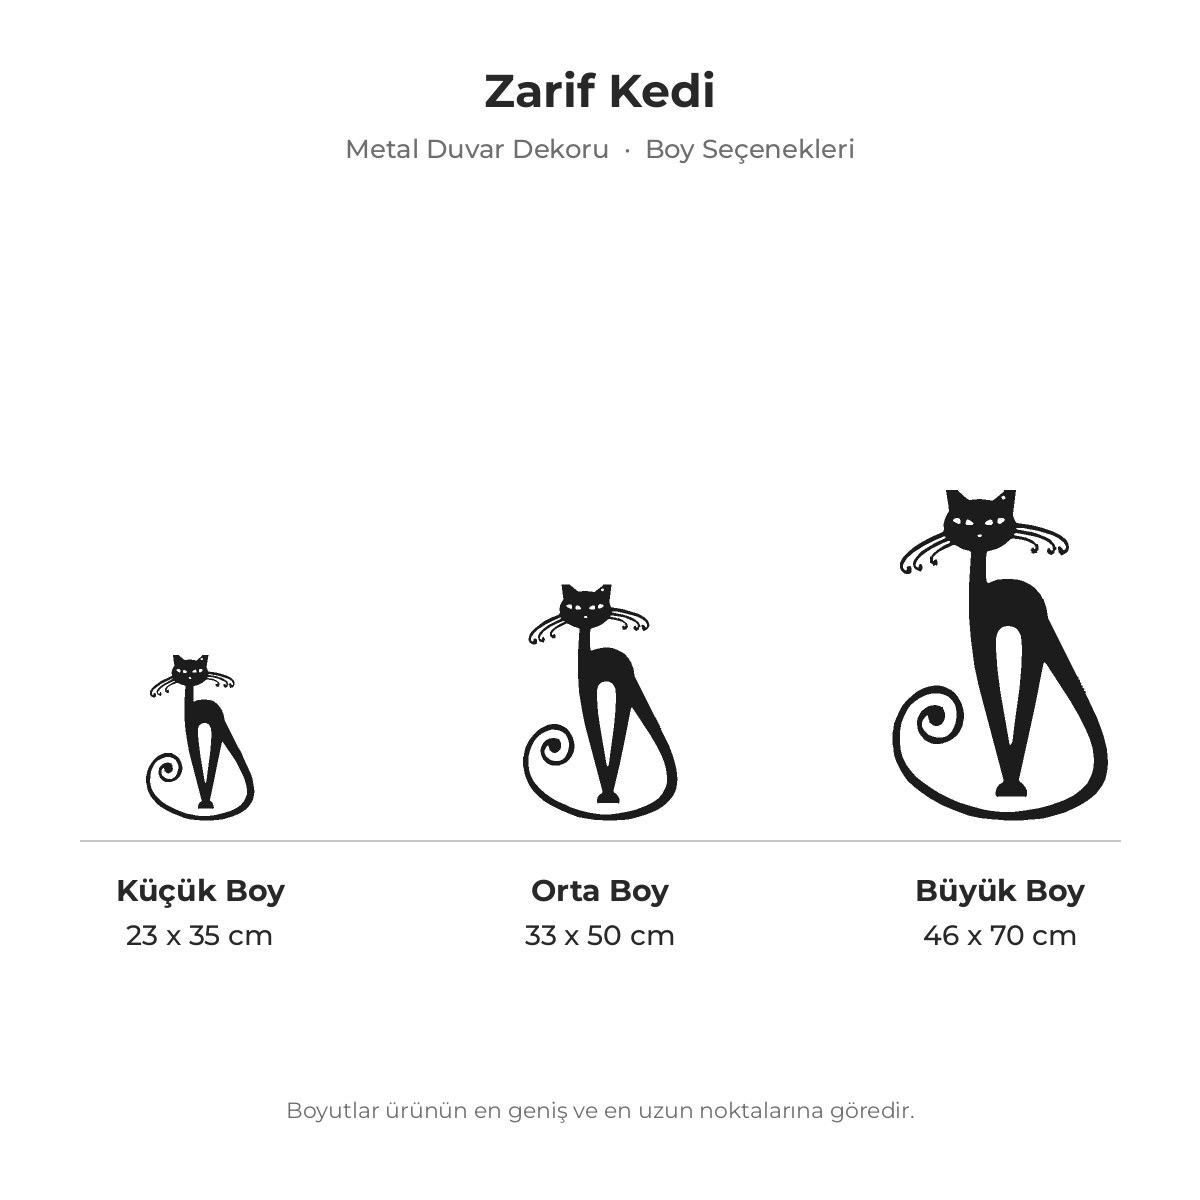 Zarif Kedi
Metal Duvar Dekoru · Boy Seçenekleri
Küçük Boy
23 x 35 cm
Orta Boy
33 x 50 cm
Büyük Boy
46 x 70 cm
Boyutlar ürünün en geniş ve en uzun noktalarına göredir.